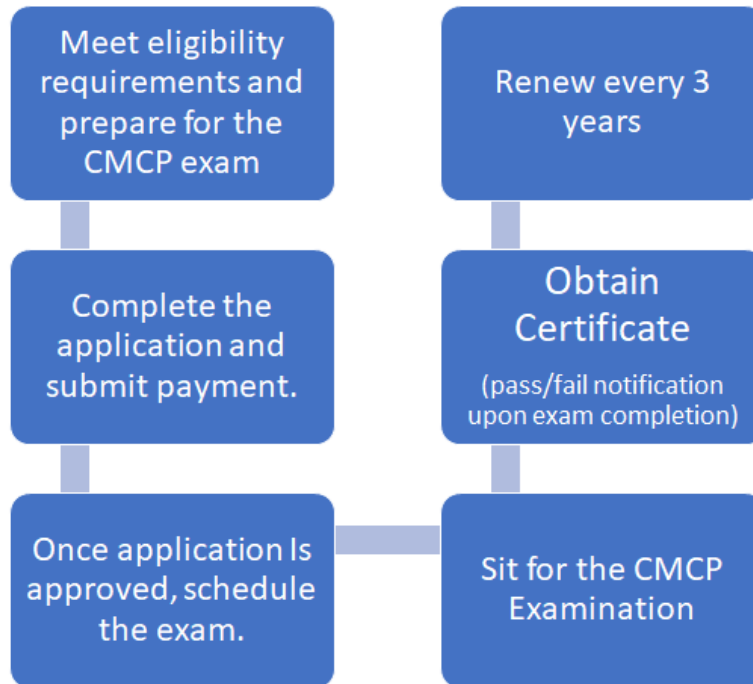 Meet eligibility
requirements and
prepare for the
CMCP exam
Complete the
application and
submit payment.
Once application Is
approved, schedule
the exam.
Sit for the CMCP
Examination
Obtain
Certificate
(pass/fail notification
upon exam completion)
Renew every 3
years